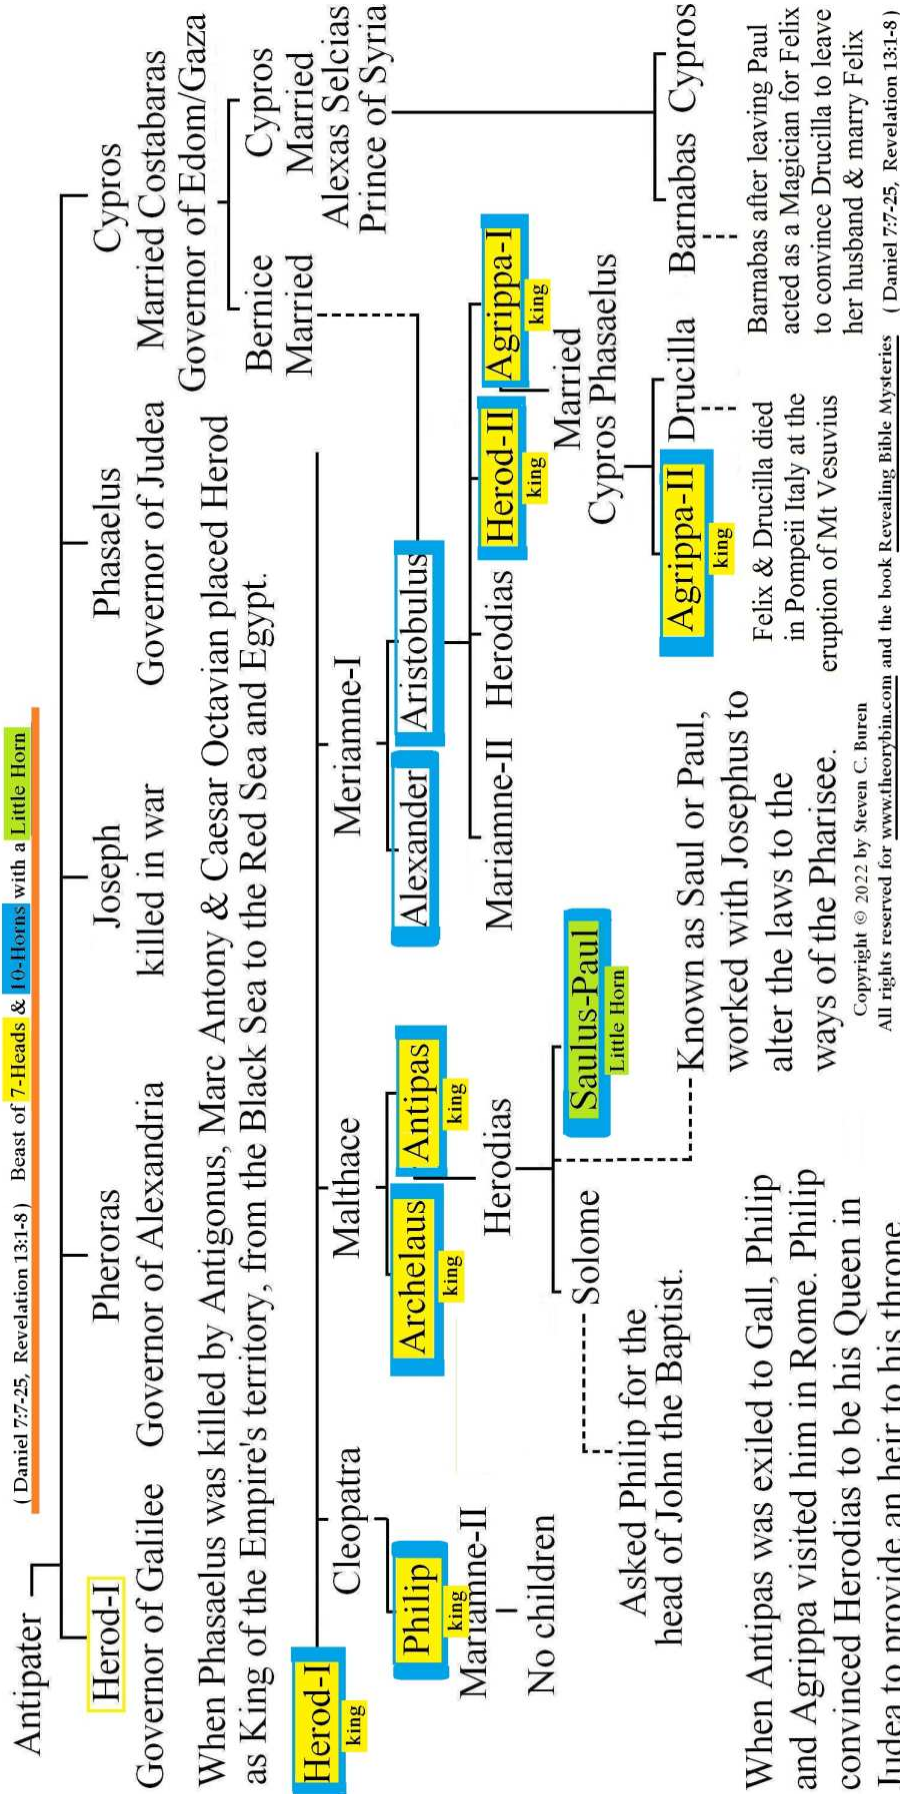 ( Daniel 7:7-25, Revelation 13:1-8 ) Beast of 7-Heads & 10-Horns with a Little Horn
Antipater
Herod-I
Pheroras
Joseph
Phasaelus
Cypros
Governor of Galilee
Governor of Alexandria
killed in war
Governor of Judea
Married Costabaras
Governor of Edom/Gaza
When Phasaelus was killed by Antigonus, Marc Antony & Caesar Octavian placed Herod
as King of the Empire's territory, from the Black Sea to the Red Sea and Egypt.
Bernice
Married
Cypros
Married
Alexas Selcias
Prince of Syria
Herod-I
king
Cleopatra
Malthace
Meriamne-I
Philip
king
Archelaus
king
Antipas
king
Alexander
Aristobulus
Mariamne-II
No children
Herodias
Mariamne-II
Herodias
Herod-II
king
Agrippa-I
king
Married
Cypros Phasaelus
Solome
Saulus-Paul
Little Horn
Agrippa-II
king
Drucilla
Barnabas
Cypros
Asked Philip for the
head of John the Baptist.
Known as Saul or Paul,
worked with Josephus to
alter the laws to the
ways of the Pharisee.
Felix & Drucilla died
in Pompeii Italy at the
eruption of Mt Vesuvius
Barnabas after leaving Paul
acted as a Magician for Felix
to convince Drucilla to leave
her husband & marry Felix
When Antipas was exiled to Gall, Philip
and Agrippa visited him in Rome. Philip
convinced Herodias to be his Queen in
Judea to provide an heir to his throne
Copyright © 2022 by Steven C. Buren
All rights reserved for www.theorybin.com and the book Revealing Bible Mysteries ( Daniel 7:7-25, Revelation 13:1-8 )